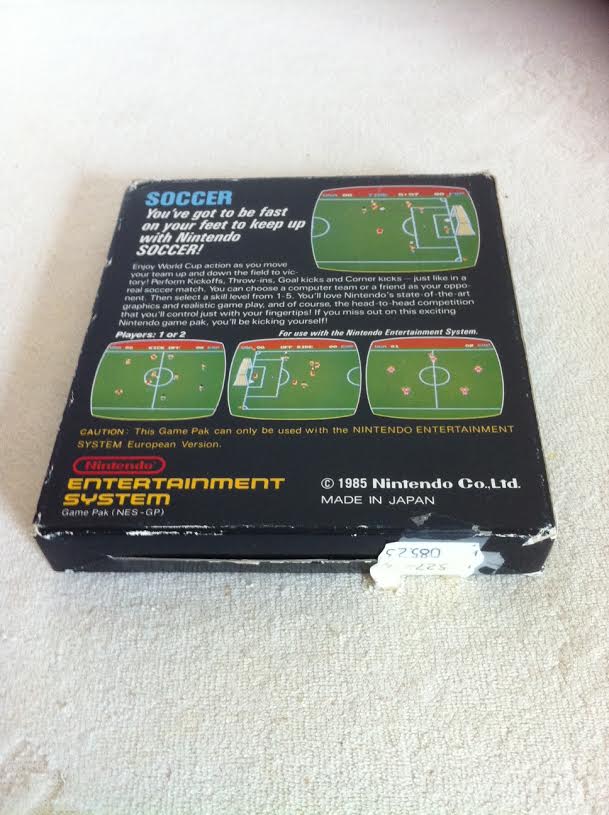 SOCCER
You've got to be fast
on your feet to keep up
with Nintendo
SOCCER!
Enjoy World Cup action as you move
your team up and down the field to vic-
tory! Perform Kickoffs, Throw-ins, Goal kicks and Corner kicks — just like in a
real soccer match. You can choose a computer team or a friend as your oppo-
nent. Then select a skill level from 1-5. You'll love Nintendo's state-of-the-art
graphics and realistic game play, and of course, the head-to-head competition
that you'll control just with your fingertips! If you miss out on this exciting
Nintendo game pak, you'll be kicking yourself!
Players: 1 or 2
For use with the Nintendo Entertainment System.
KICK OFF
OFF SIDE
CAUTION: This Game Pak can only be used with the NINTENDO ENTERTAINMENT
SYSTEM European Version.
Nintendo®
ENTERTAINMENT
SYSTEM
Game Pak (NES-GP)
© 1985 Nintendo Co.,Ltd.
MADE IN JAPAN
08523